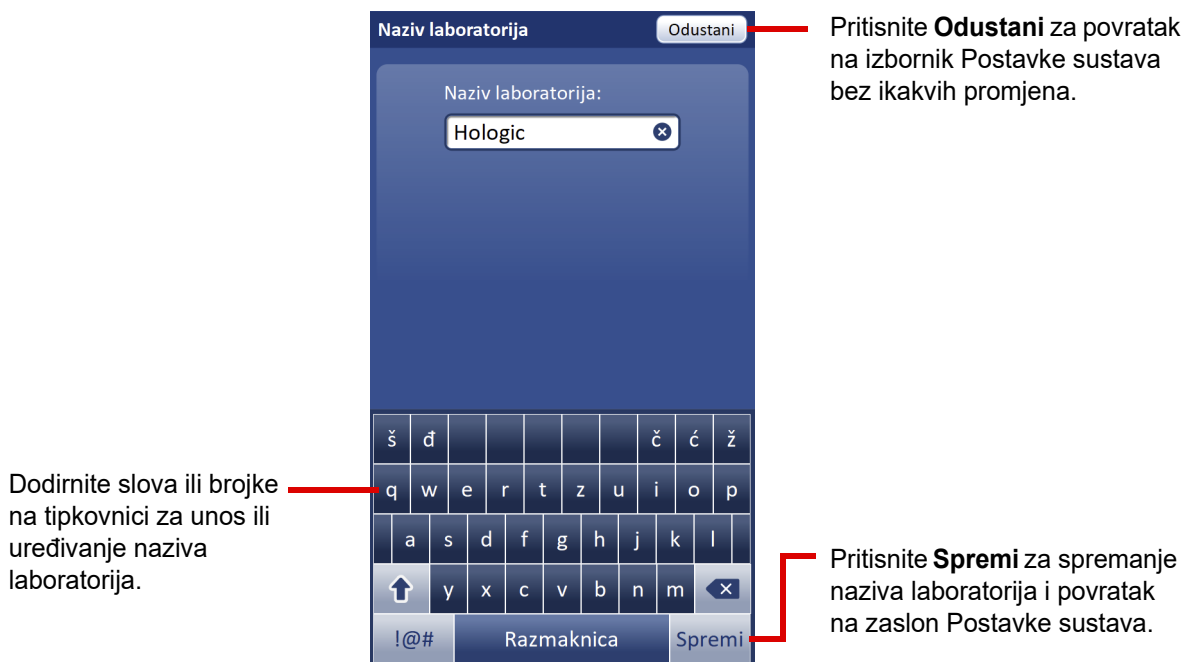 Naziv laboratorija
Odustani
Naziv laboratorija:
Hologic
Pritisnite Odustani za povratak
na izbornik Postavke sustava
bez ikakvih promjena.
Dodirnite slova ili brojke
na tipkovnici za unos ili
uređivanje naziva
laboratorija.
š đ č ć ž
q w e r t z u i o p
a s d f g h j k l
y x c v b n m
!@# Razmaknica Spremi
Pritisnite Spremi za spremanje
naziva laboratorija i povratak
na zaslon Postavke sustava.